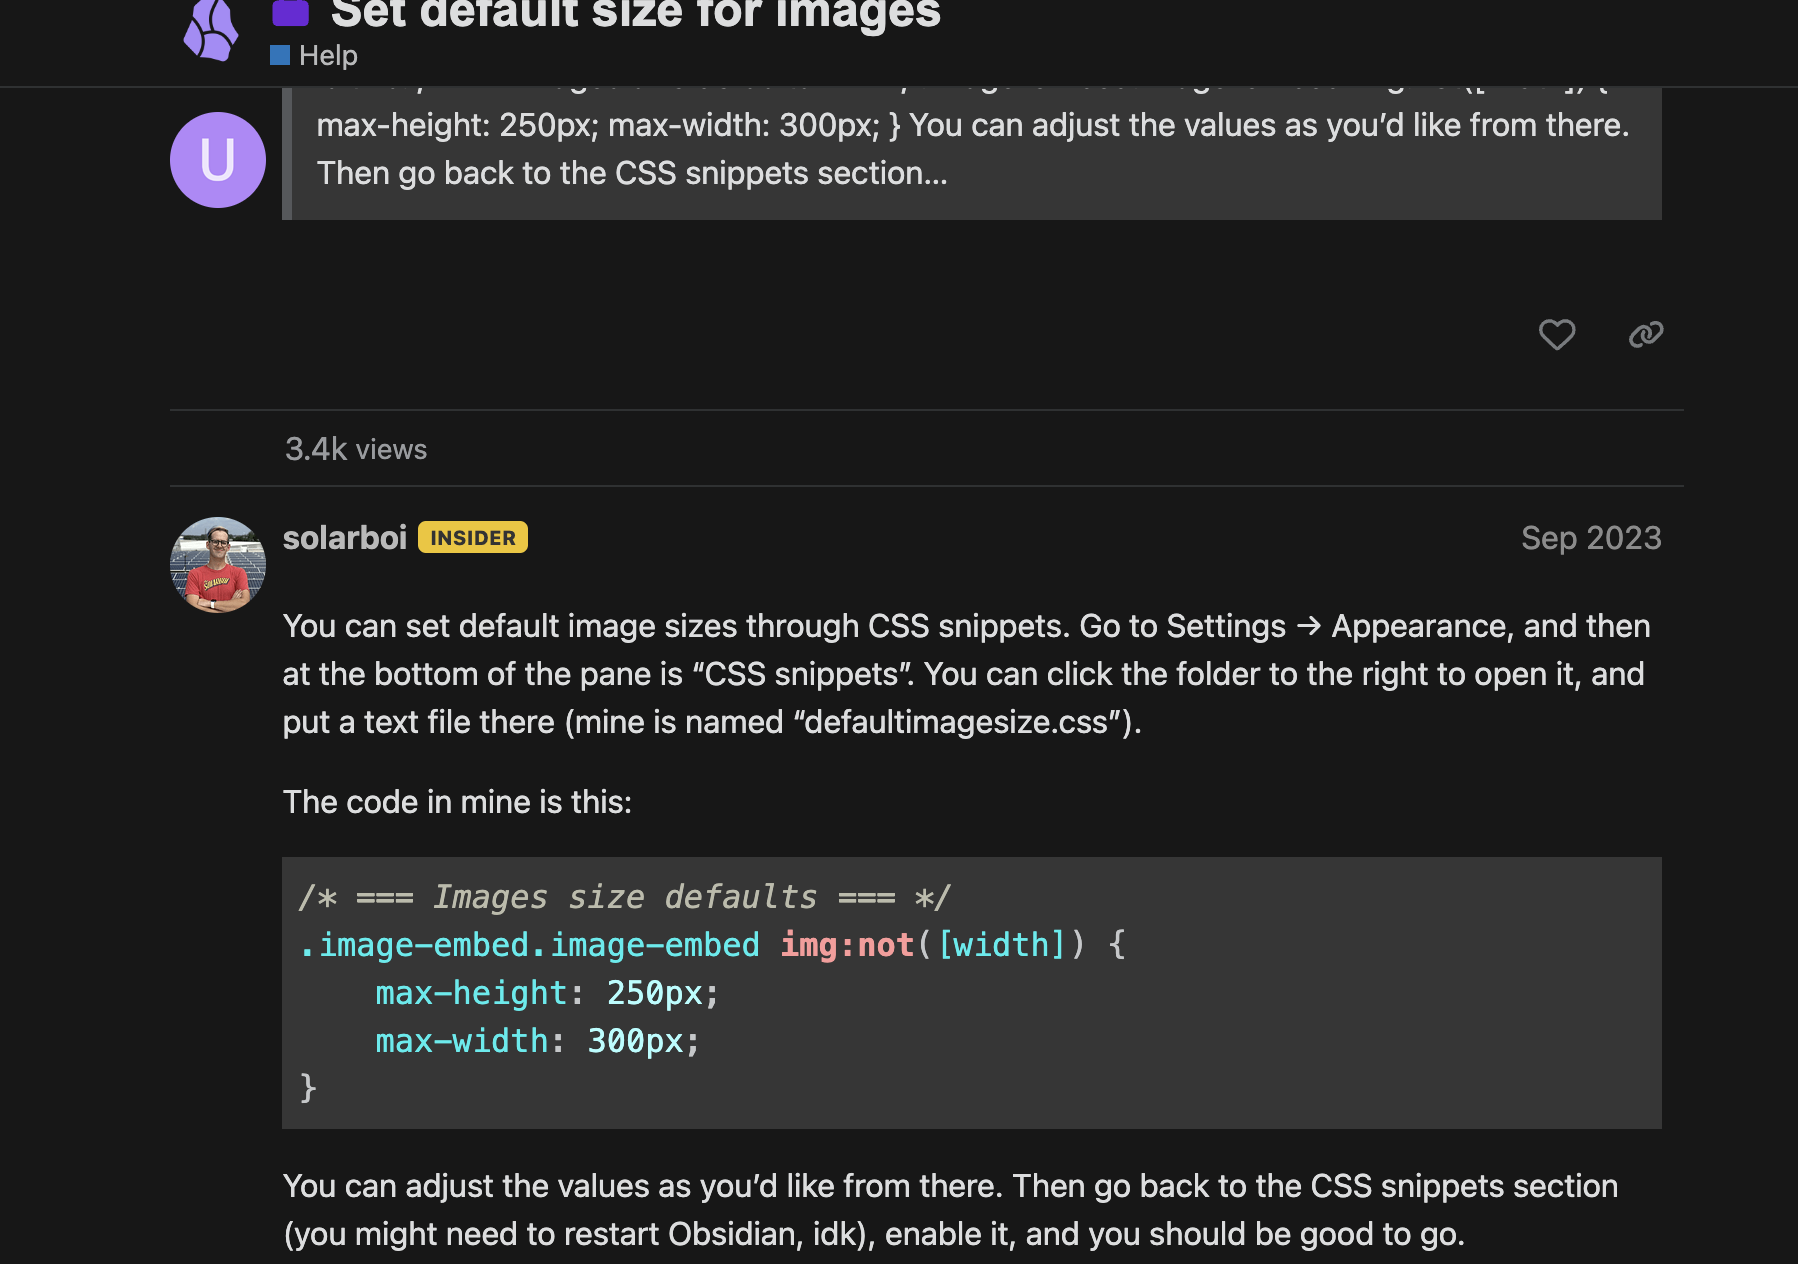 Set default size for images
Help
U
max-height: 250px; max-width: 300px; } You can adjust the values as you’d like from there.
Then go back to the CSS snippets section…
3.4k views
solarboi INSIDER Sep 2023
You can set default image sizes through CSS snippets. Go to Settings → Appearance, and then
at the bottom of the pane is “CSS snippets”. You can click the folder to the right to open it, and
put a text file there (mine is named “defaultimagesize.css”).
The code in mine is this:
/* === Images size defaults === */
.image-embed.image-embed img:not([width]) {
    max-height: 250px;
    max-width: 300px;
}
You can adjust the values as you’d like from there. Then go back to the CSS snippets section
(you might need to restart Obsidian, idk), enable it, and you should be good to go.